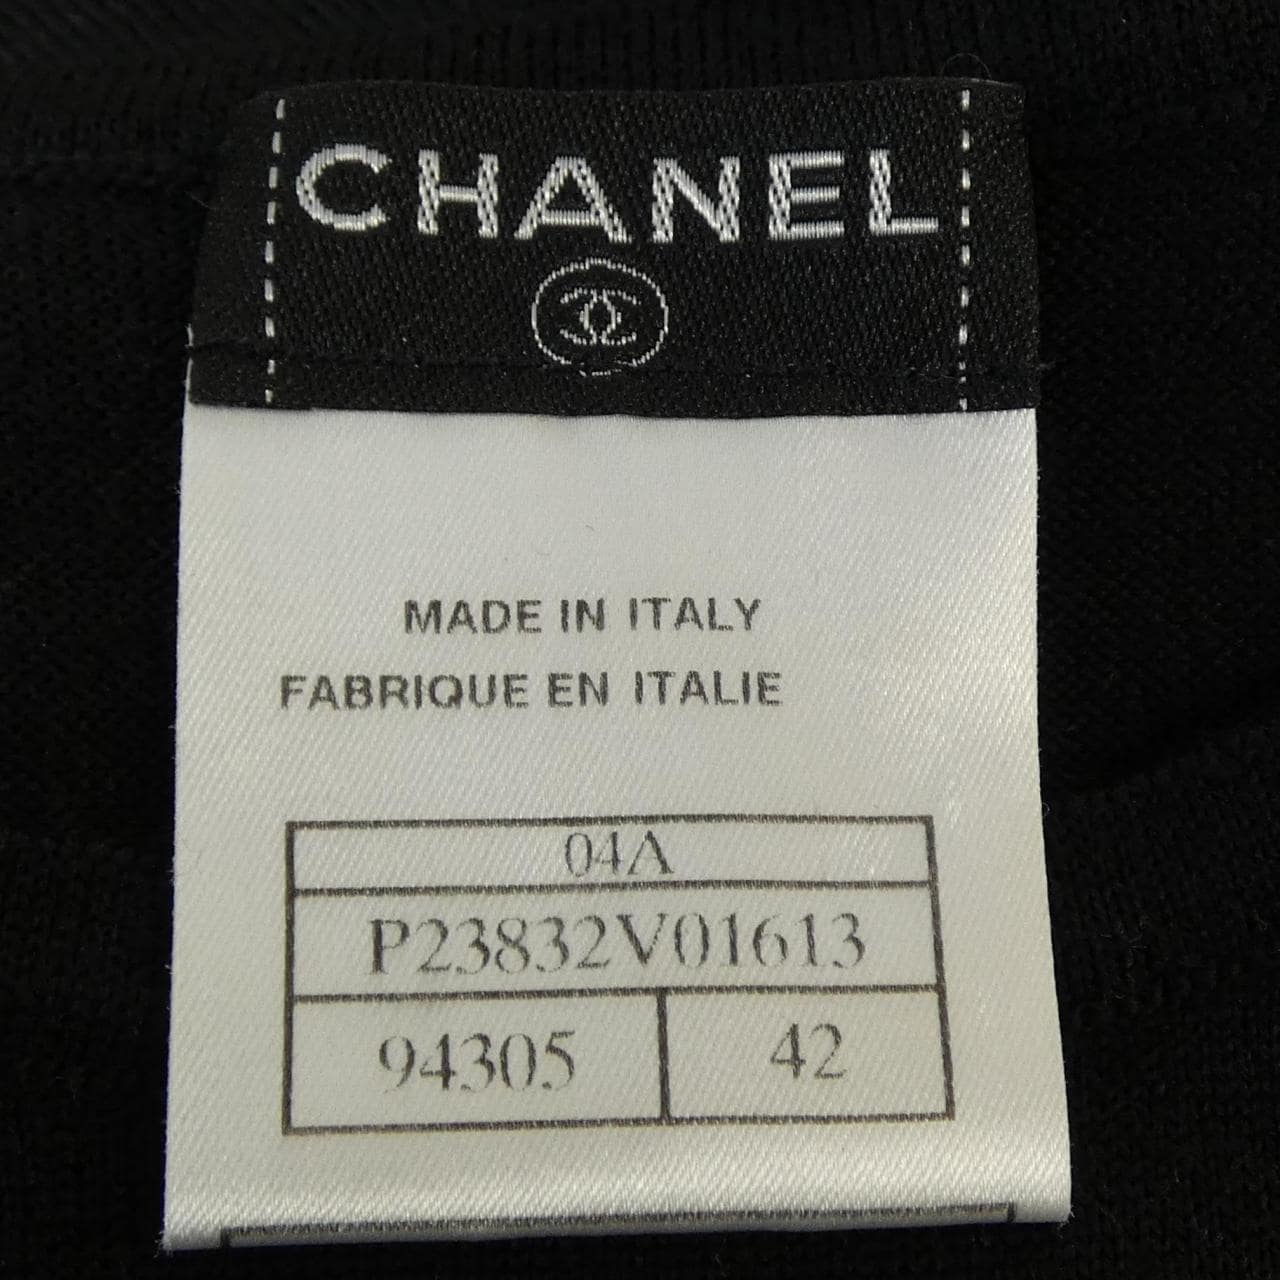 CHANEL
MADE IN ITALY
FABRIQUE EN ITALIE
04A
P23832V01613
94305 42